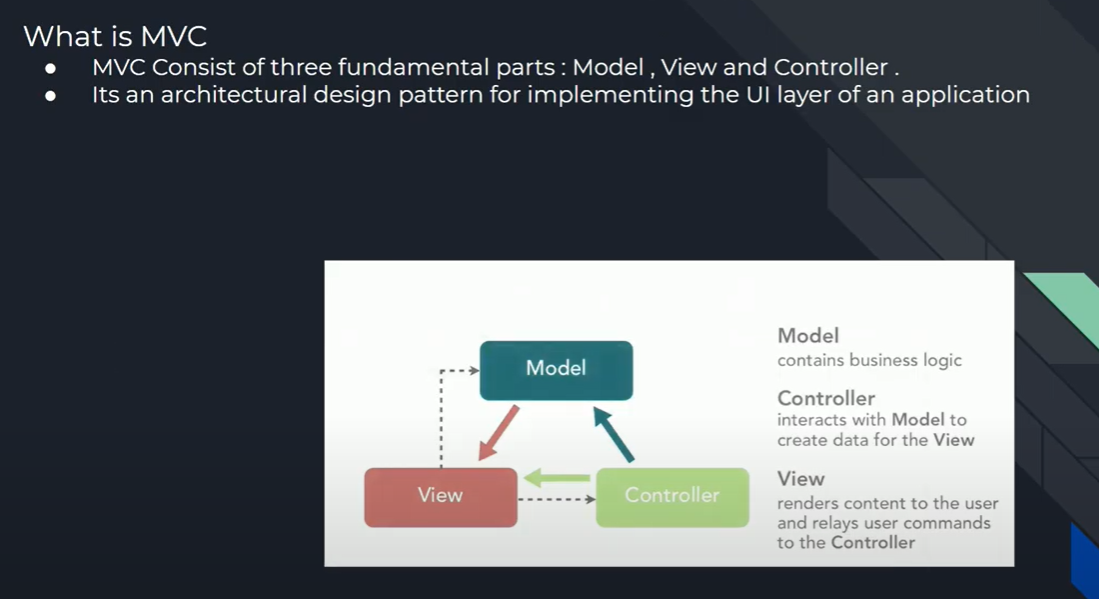 What is MVC
● MVC Consist of three fundamental parts : Model , View and Controller .
● Its an architectural design pattern for implementing the UI layer of an application
Model
View
Controller
Model
contains business logic
Controller
interacts with Model to
create data for the View
View
renders content to the user
and relays user commands
to the Controller